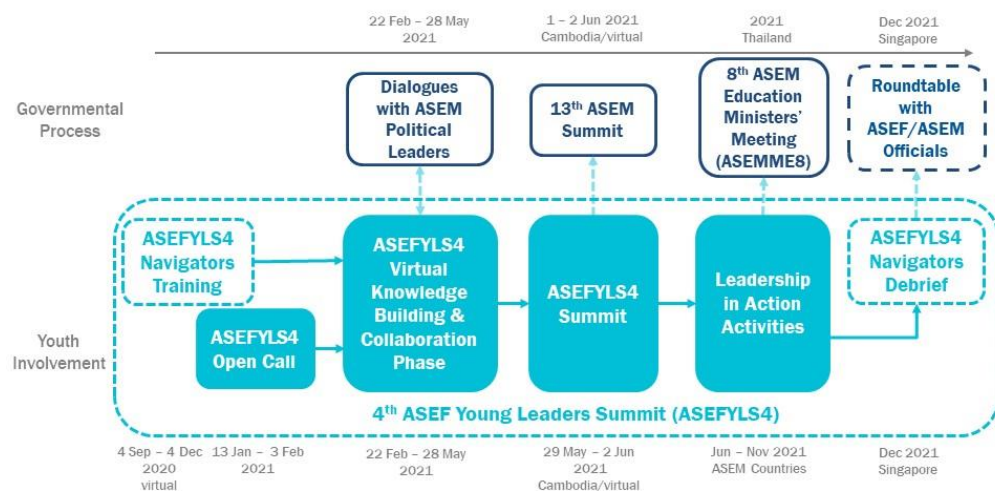 22 Feb – 28 May
2021
1 – 2 Jun 2021
Cambodia/virtual
2021
Thailand
Dec 2021
Singapore
Governmental
Process
Dialogues
with ASEM
Political
Leaders
13th ASEM
Summit
8th ASEM
Education
Ministers’
Meeting
(ASEMME8)
Roundtable
with
ASEF/ASEM
Officials
Youth
Involvement
ASEFYLS4
Navigators
Training
ASEFYLS4
Open Call
ASEFYLS4
Virtual
Knowledge
Building &
Collaboration
Phase
ASEFYLS4
Summit
Leadership
in Action
Activities
ASEFYLS4
Navigators
Debrief
4th ASEF Young Leaders Summit (ASEFYLS4)
4 Sep – 4 Dec
2020
virtual
13 Jan – 3 Feb
2021
22 Feb – 28 May
2021
29 May – 2 Jun
2021
Cambodia/virtual
Jun – Nov 2021
ASEM Countries
Dec 2021
Singapore